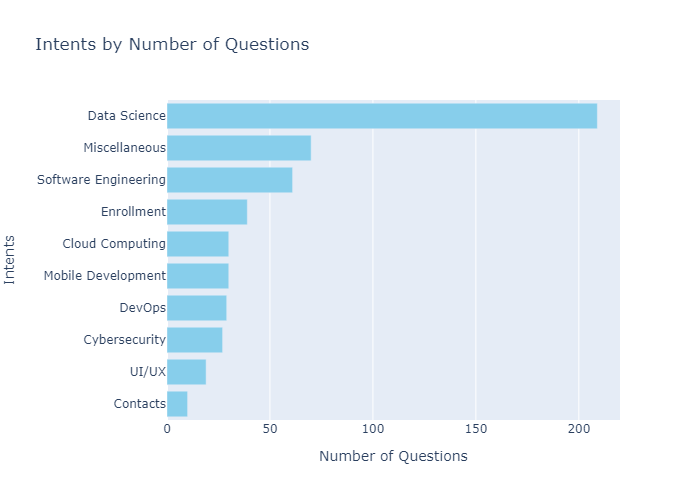 Intents by Number of Questions
Data Science
Miscellaneous
Software Engineering
Enrollment
Cloud Computing
Mobile Development
DevOps
Cybersecurity
UI/UX
Contacts
Intents
0 50 100 150 200
Number of Questions